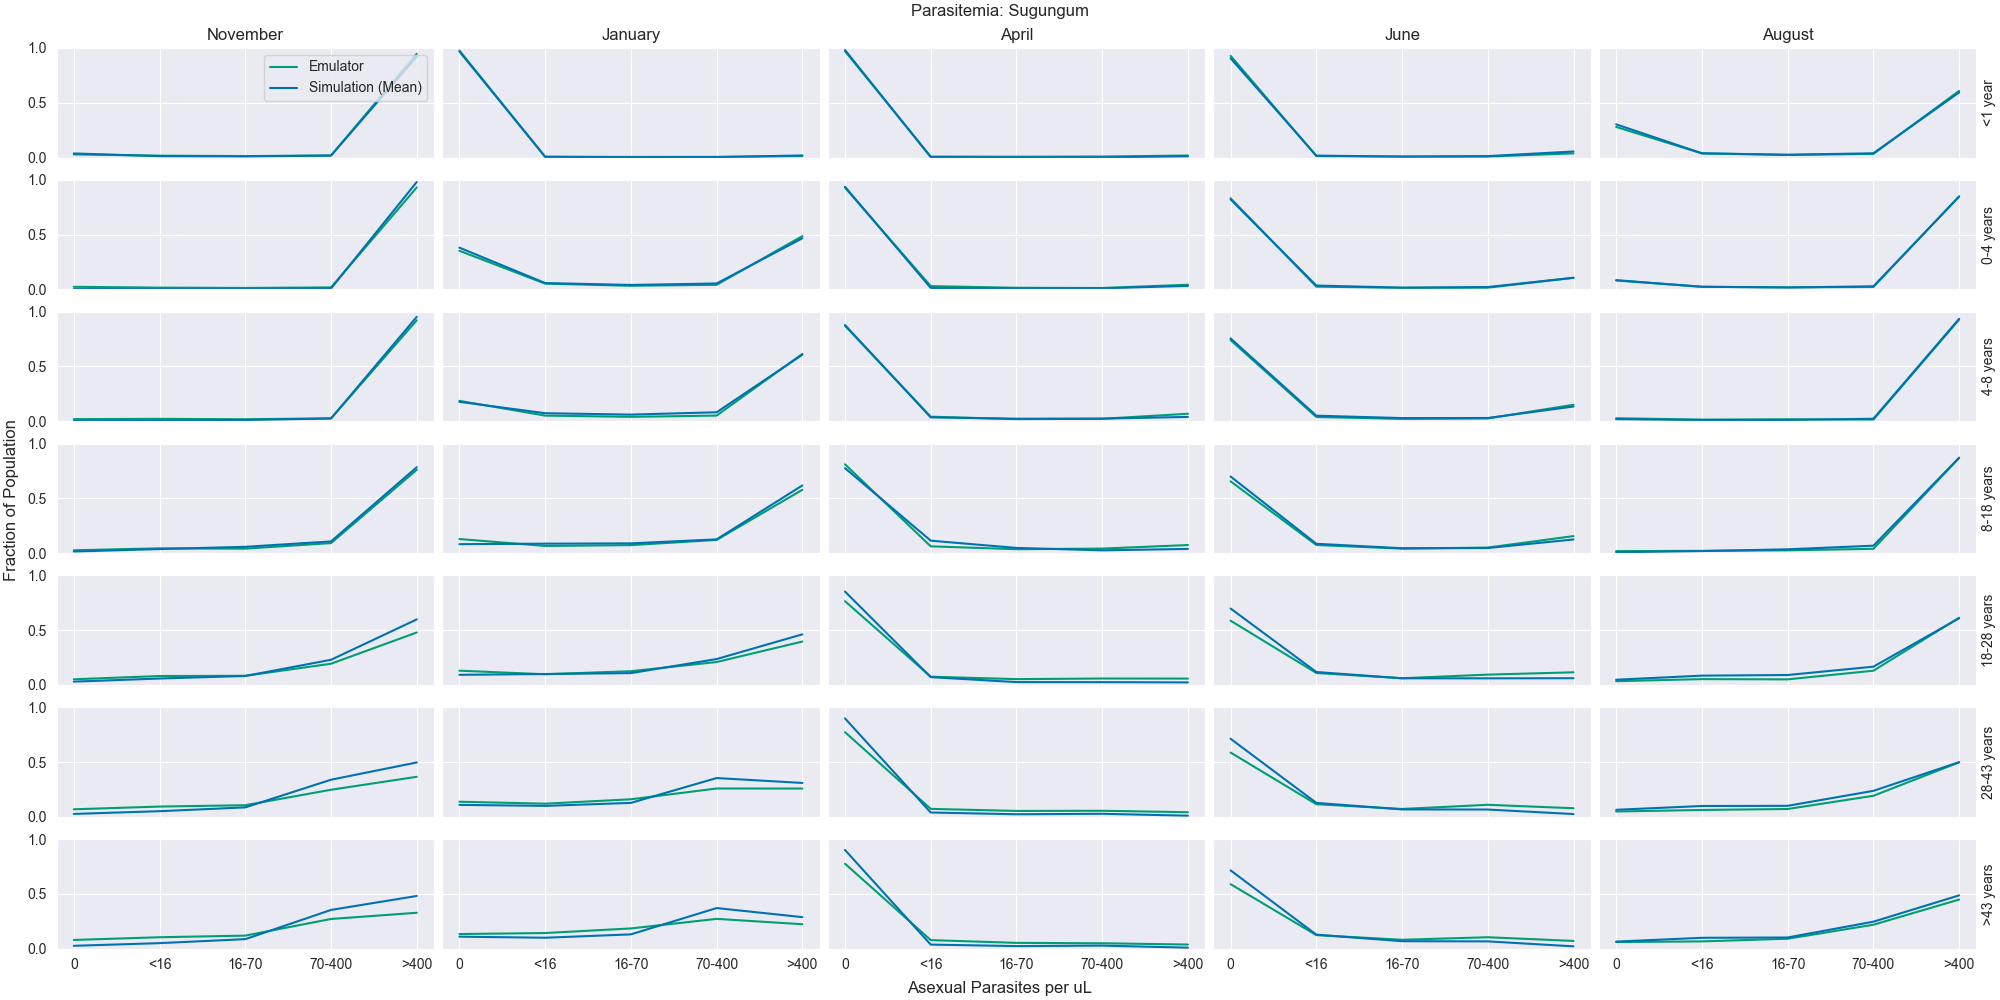 Parasitemia: Sugungum
November January April June August
Emulator
Simulation (Mean)
1.0
0.5
0.0
<1 year
1.0
0.5
0.0
0-4 years
1.0
0.5
0.0
4-8 years
1.0
0.5
0.0
8-18 years
1.0
0.5
0.0
18-28 years
1.0
0.5
0.0
28-43 years
1.0
0.5
0.0
>43 years
Fraction of Population
0 <16 16-70 70-400 >400 0 <16 16-70 70-400 >400 0 <16 16-70 70-400 >400 0 <16 16-70 70-400 >400 0 <16 16-70 70-400 >400
Asexual Parasites per uL